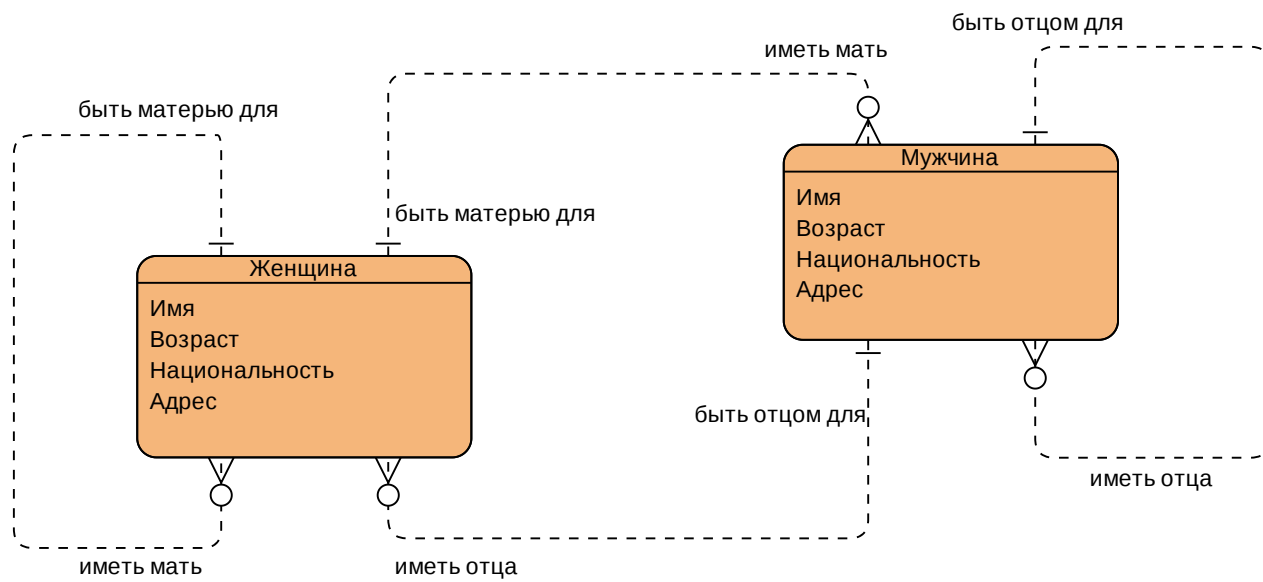 быть отцом для
иметь мать
быть матерью для
Мужчина
Имя
Возраст
Национальность
Адрес
быть матерью для
Женщина
Имя
Возраст
Национальность
Адрес
быть отцом для
иметь отца
иметь мать
иметь отца